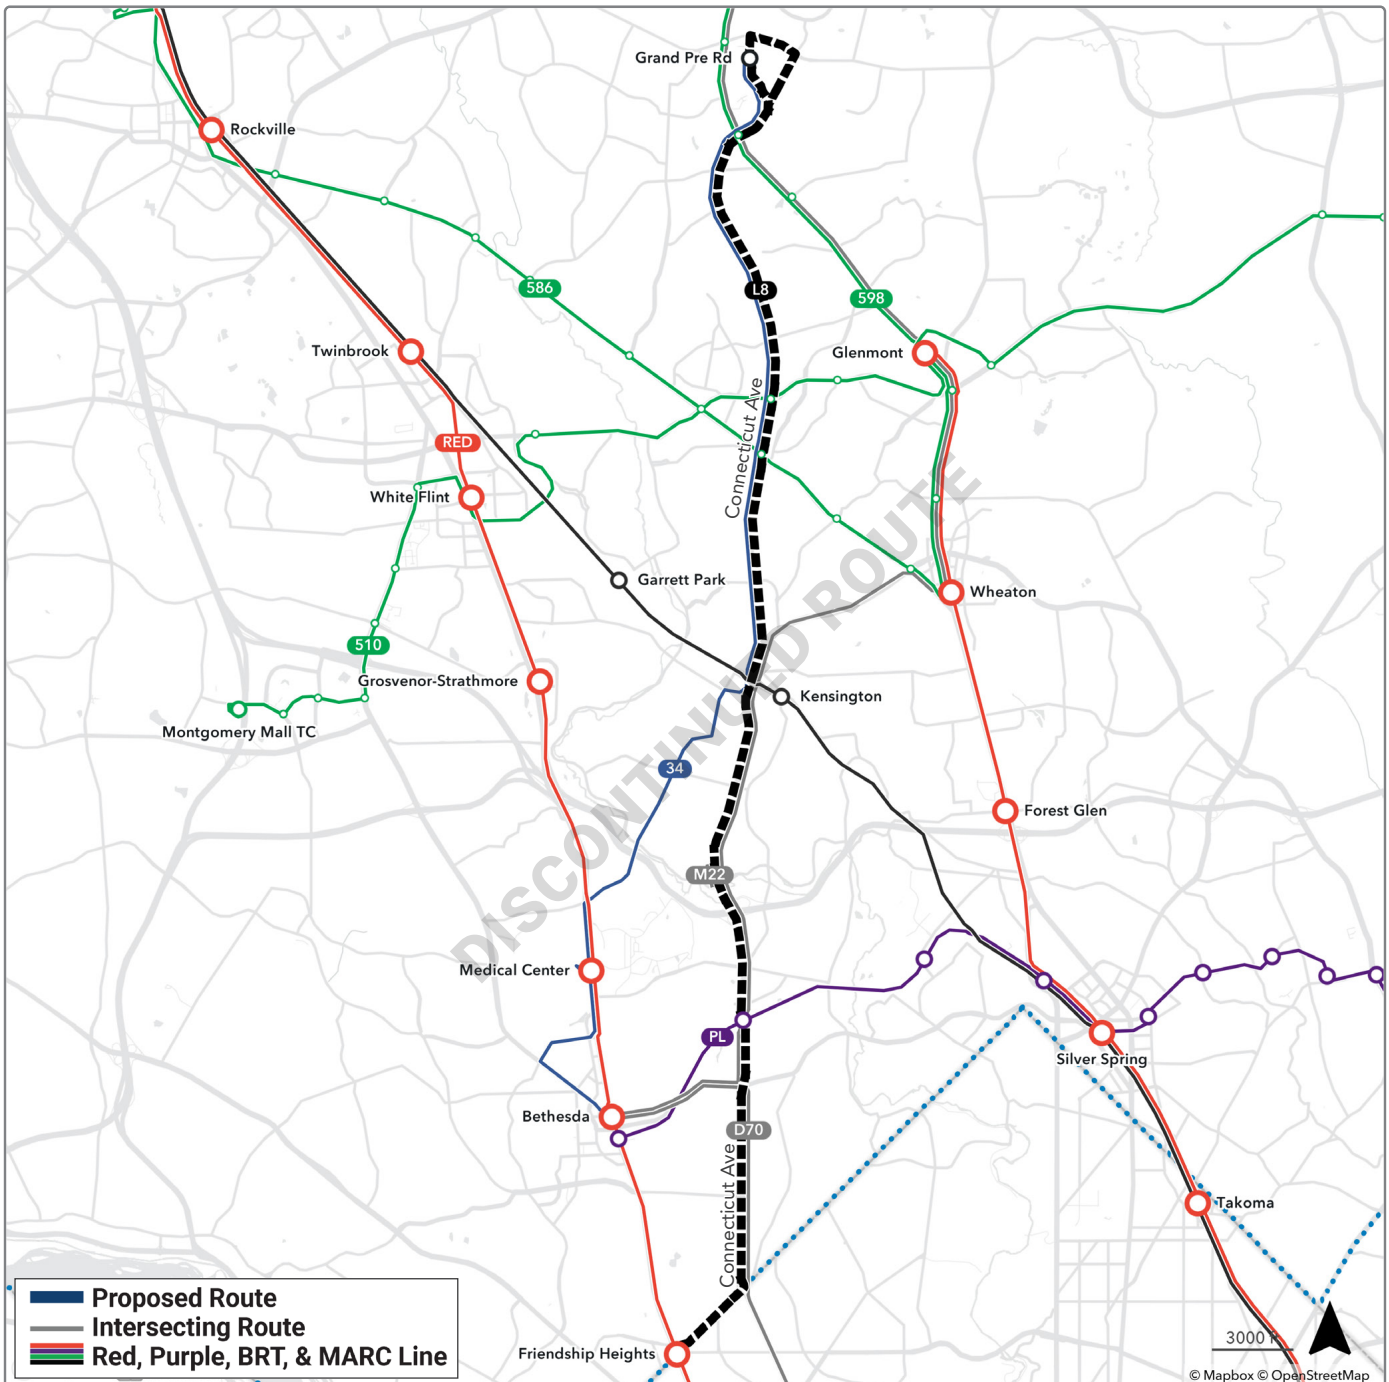 Grand Pre Rd
Rockville
586
L8
598
Twinbrook
Glenmont
Connecticut Ave
RED
White Flint
Garrett Park
Wheaton
510
Grosvenor-Strathmore
Kensington
Montgomery Mall TC
DISCONTINUED ROUTE
34
Forest Glen
M22
Medical Center
PL
Silver Spring
Bethesda
D70
Connecticut Ave
Takoma
Proposed Route
Intersecting Route
Red, Purple, BRT, & MARC Line
Friendship Heights
3000 ft
© Mapbox © OpenStreetMap